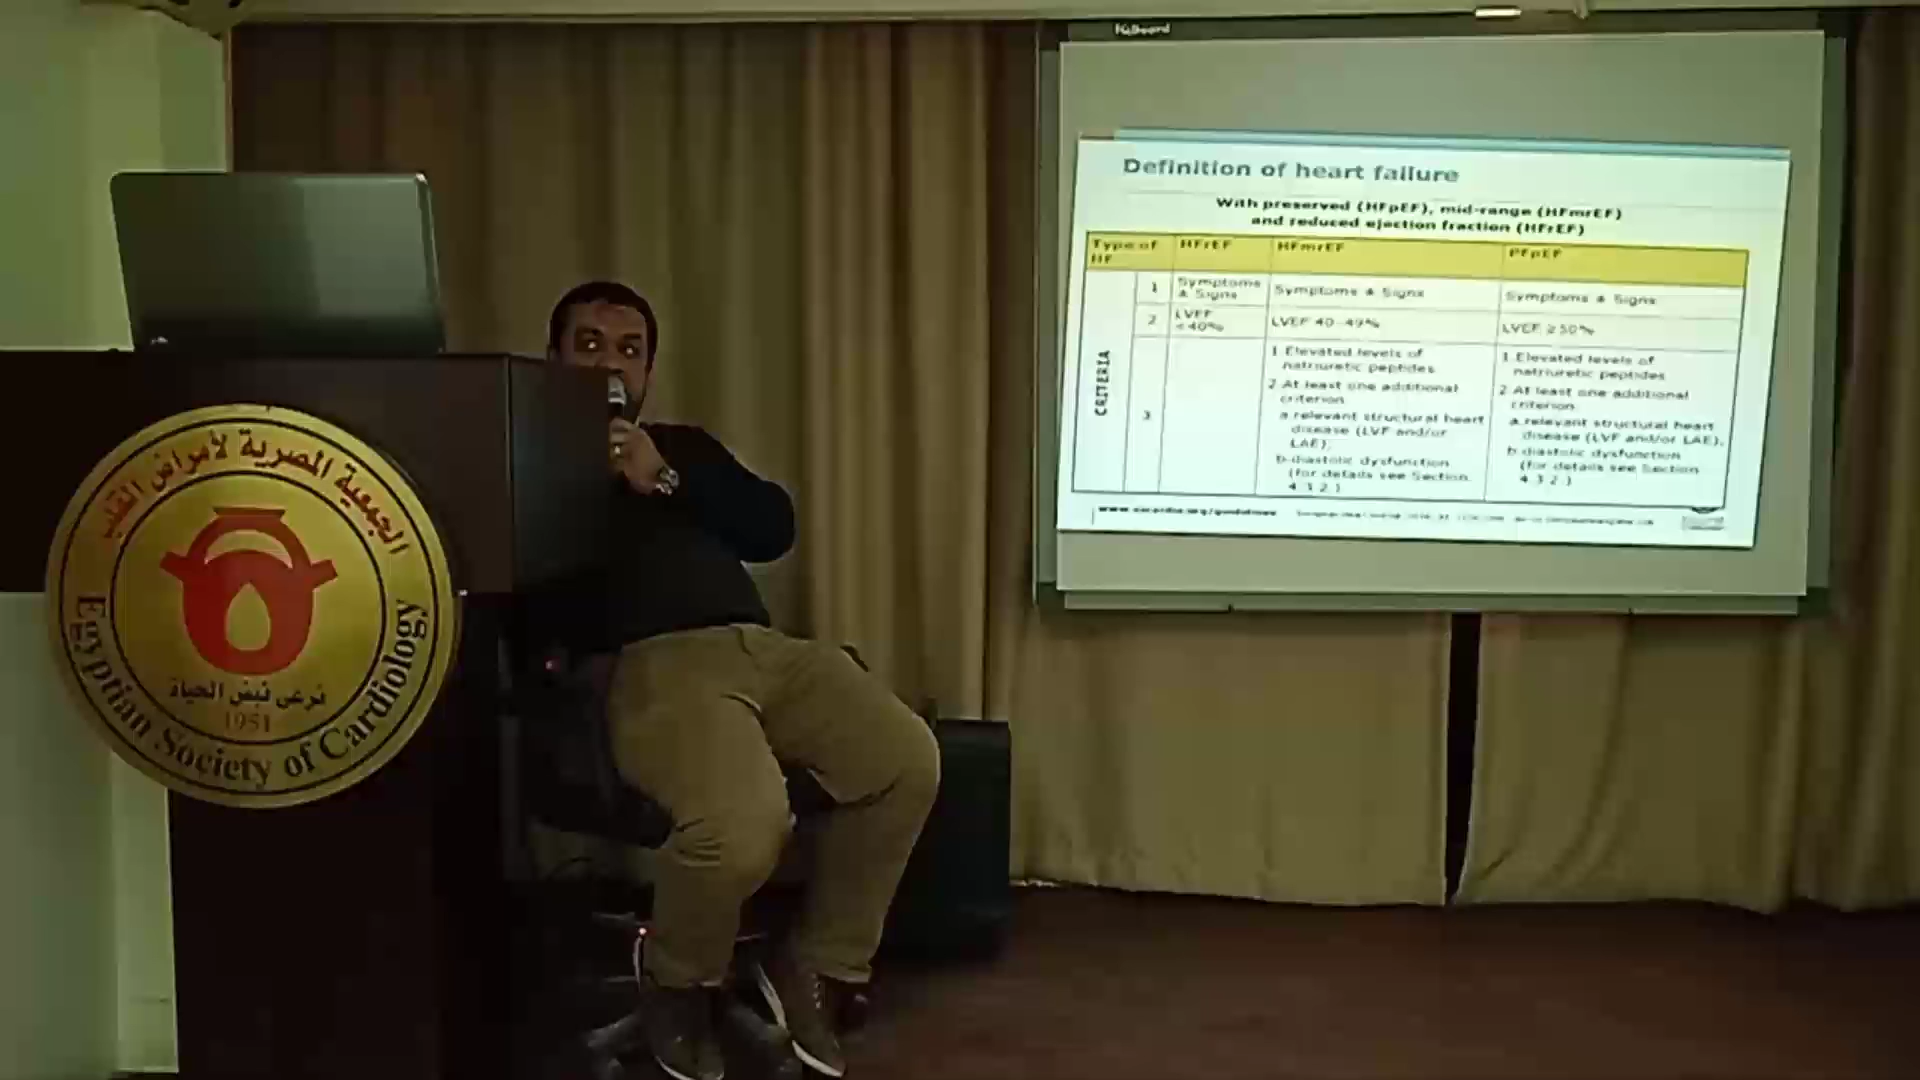 IQBoard
Definition of heart failure
With preserved (HFpEF), mid-range (HFmrEF)
and reduced ejection fraction (HFrEF)
Type of HF HFrEF HFmrEF PFpEF
CRITERIA
1 Symptoms & Signs Symptoms & Signs Symptoms & Signs
2 LVEF <40% LVEF 40-49% LVEF ≥50%
3
1.Elevated levels of
natriuretic peptides
2.At least one additional
criterion
a.relevant structural heart
disease (LVF and/or
LAE),
b-diastolic dysfunction
(for details see Section
4.3.2.)
1.Elevated levels of
natriuretic peptides
2.At least one additional
criterion
a.relevant structural heart
disease (LVF and/or LAE),
b-diastolic dysfunction
(for details see Section
4.3.2.)
www.escardio.org/guidelines
الجمعية المصرية لأمراض القلب
نرعى نبض الحياة
1951
Egyptian Society of Cardiology